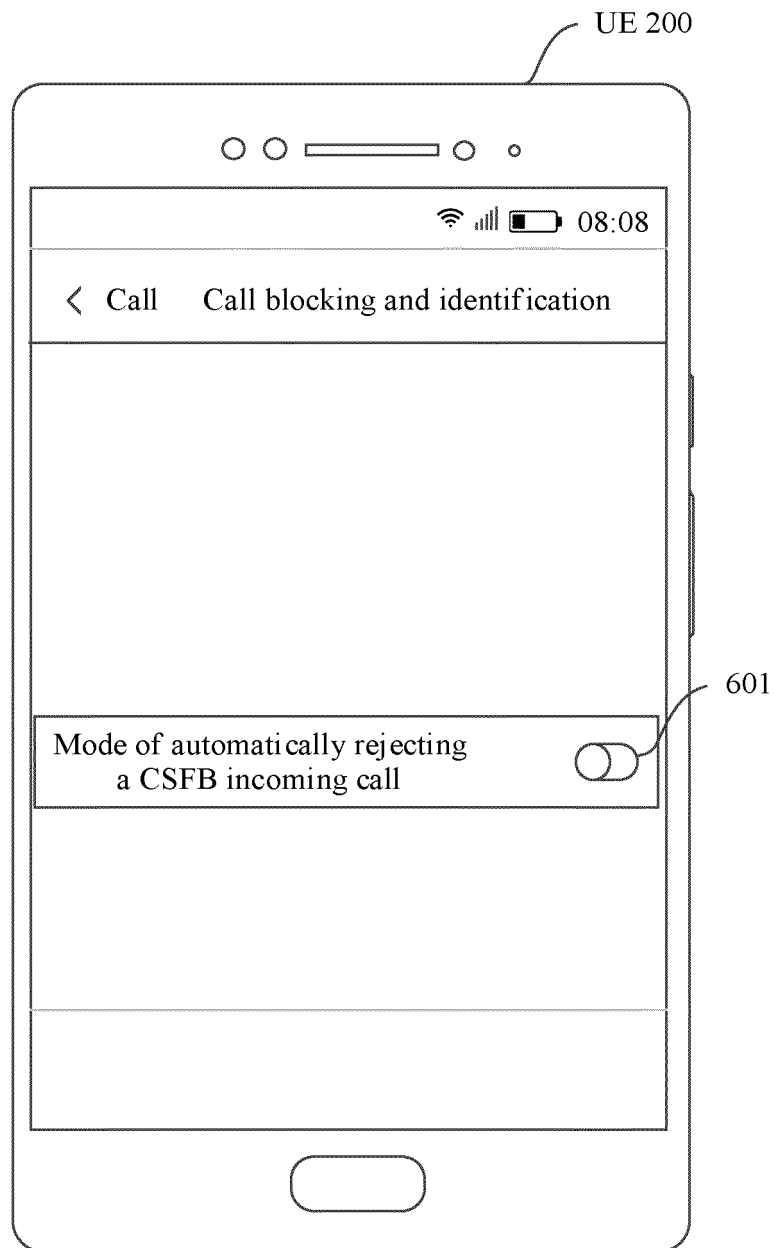 UE 200
08:08
< Call Call blocking and identification
601
Mode of automatically rejecting
a CSFB incoming call